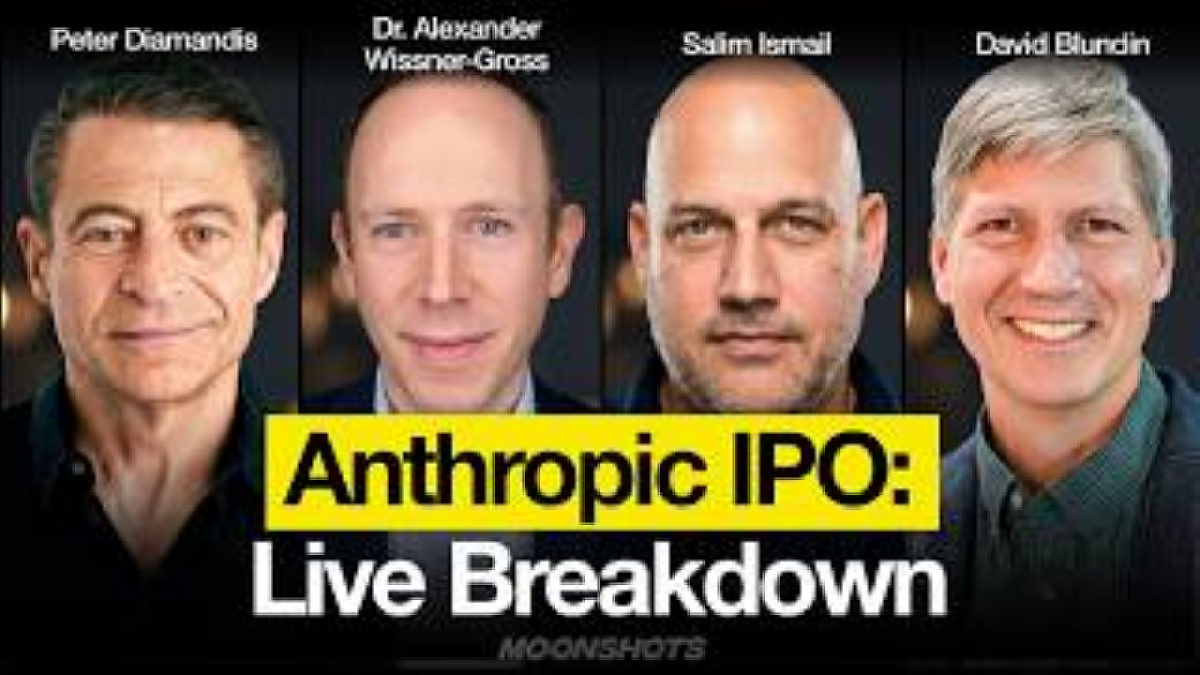 Peter Diamandis
Dr. Alexander
Wissner-Gross
Salim Ismail
David Blundin
Anthropic IPO:
Live Breakdown
MOONSHOTS